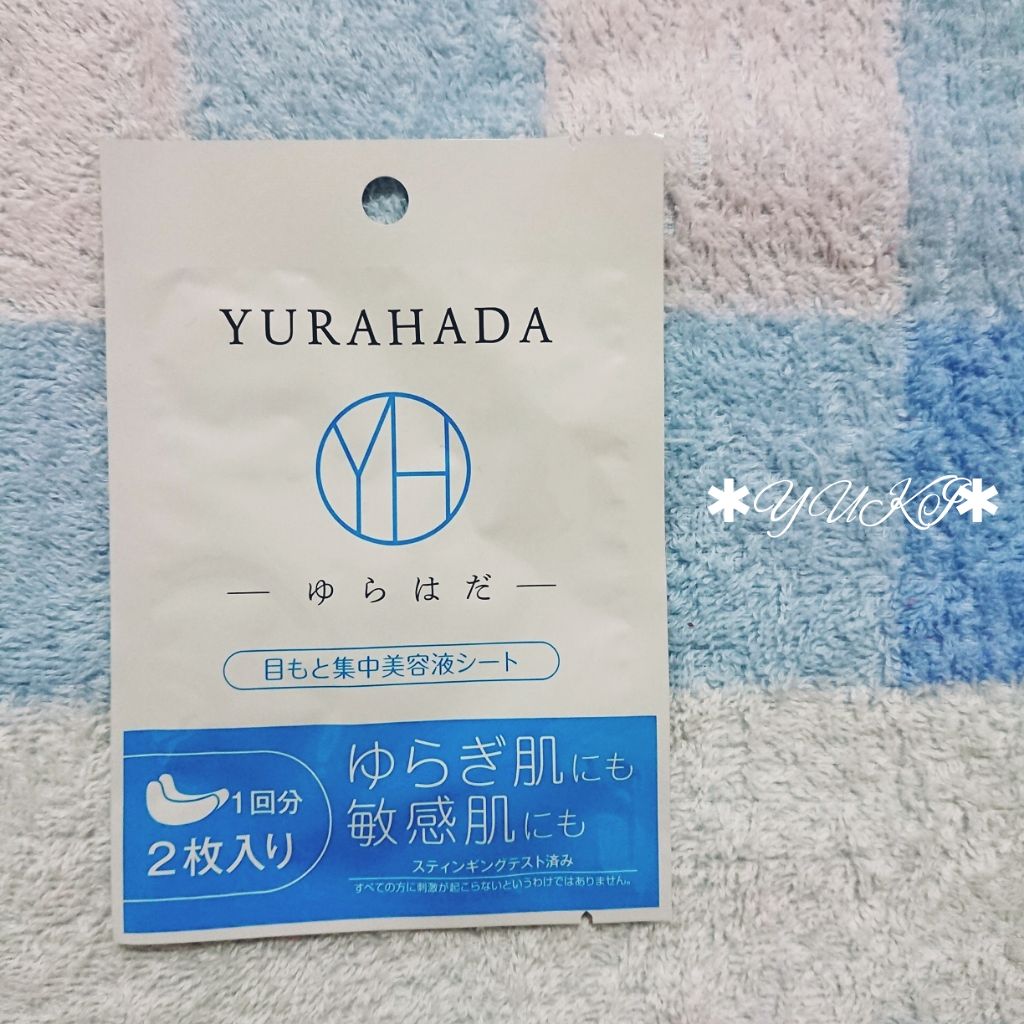 YURAHADA
YH
— ゆらはだ —
目もと集中美容液シート
ゆらぎ肌にも
敏感肌にも
スティンギングテスト済み
すべての方に刺激が起こらないというわけではありません。
1回分
2枚入り
✱YUKI✱